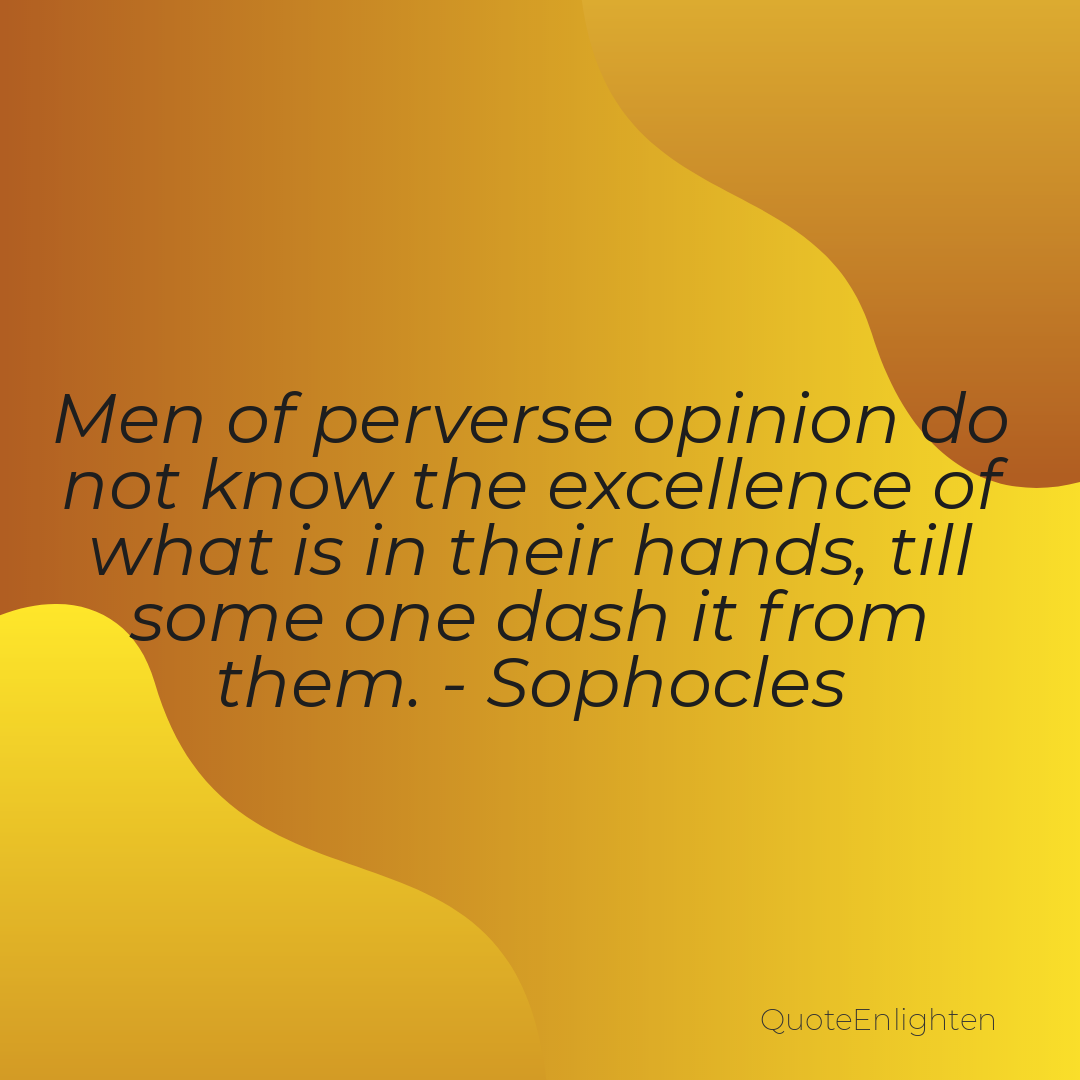 Men of perverse opinion do
not know the excellence of
what is in their hands, till
some one dash it from
them. - Sophocles
QuoteEnlighten